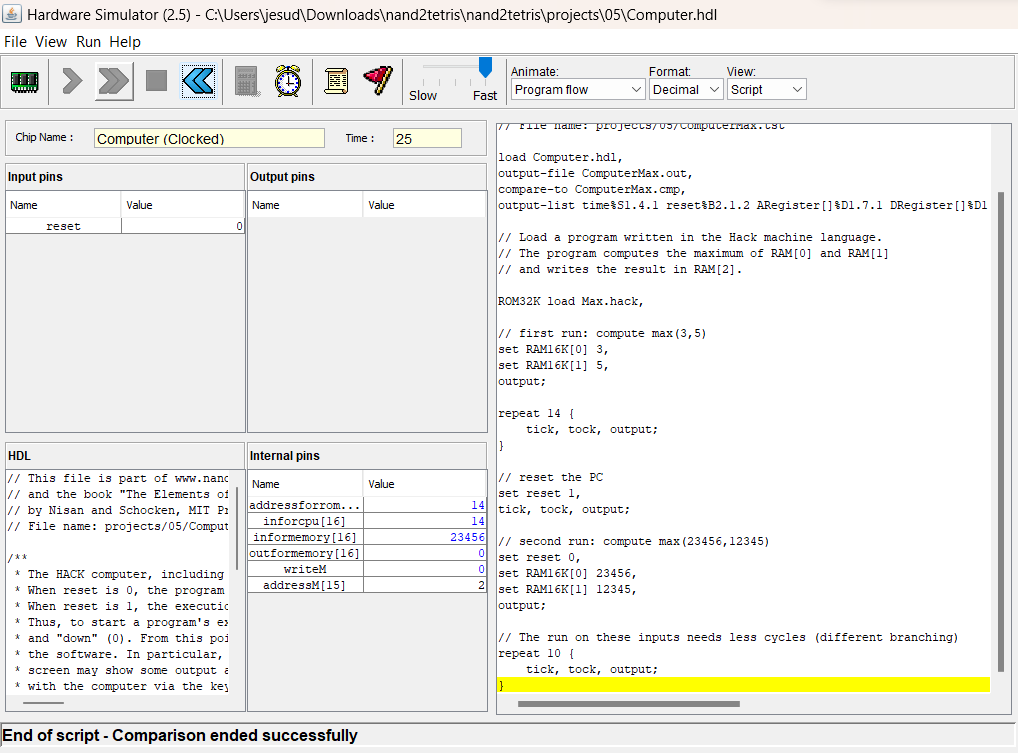 Hardware Simulator (2.5) - C:\Users\jesud\Downloads\nand2tetris\nand2tetris\projects\05\Computer.hdl
File View Run Help
Slow Fast
Animate: Format: View:
Program flow Decimal Script
Chip Name : Computer (Clocked) Time : 25
Input pins
Name Value
reset 0
Output pins
Name Value
HDL
// This file is part of www.nand
// and the book "The Elements of
// by Nisan and Schocken, MIT Pr
// File name: projects/05/Comput
/**
* The HACK computer, including
* When reset is 0, the program
* When reset is 1, the executio
* Thus, to start a program's ex
* and "down" (0). From this poi
* the software. In particular,
* screen may show some output a
* with the computer via the key
Internal pins
Name Value
addressforrom... 14
inforcpu[16] 14
informemory[16] 23456
outformemory[16] 0
writeM 0
addressM[15] 2
// File name: projects/05/ComputerMax.tst
load Computer.hdl,
output-file ComputerMax.out,
compare-to ComputerMax.cmp,
output-list time%S1.4.1 reset%B2.1.2 ARegister[]%D1.7.1 DRegister[]%D1
// Load a program written in the Hack machine language.
// The program computes the maximum of RAM[0] and RAM[1]
// and writes the result in RAM[2].
ROM32K load Max.hack,
// first run: compute max(3,5)
set RAM16K[0] 3,
set RAM16K[1] 5,
output;
repeat 14 {
tick, tock, output;
}
// reset the PC
set reset 1,
tick, tock, output;
// second run: compute max(23456,12345)
set reset 0,
set RAM16K[0] 23456,
set RAM16K[1] 12345,
output;
// The run on these inputs needs less cycles (different branching)
repeat 10 {
tick, tock, output;
}
End of script - Comparison ended successfully